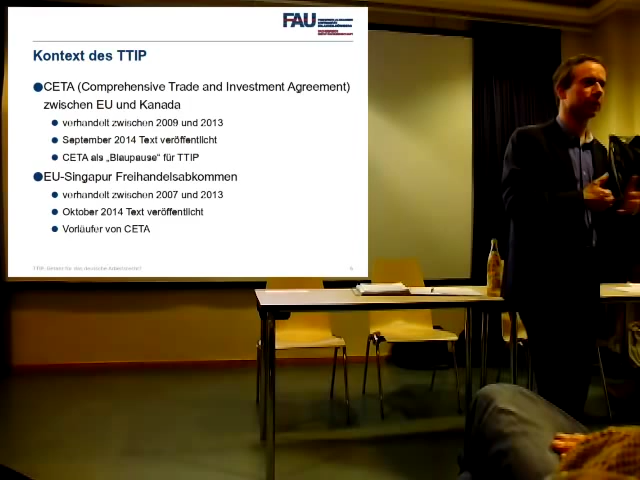 FAU
Kontext des TTIP
CETA (Comprehensive Trade and Investment Agreement)
zwischen EU und Kanada
verhandelt zwischen 2009 und 2013
September 2014 Text veröffentlicht
CETA als „Blaupause“ für TTIP
EU-Singapur Freihandelsabkommen
verhandelt zwischen 2007 und 2013
Oktober 2014 Text veröffentlicht
Vorläufer von CETA